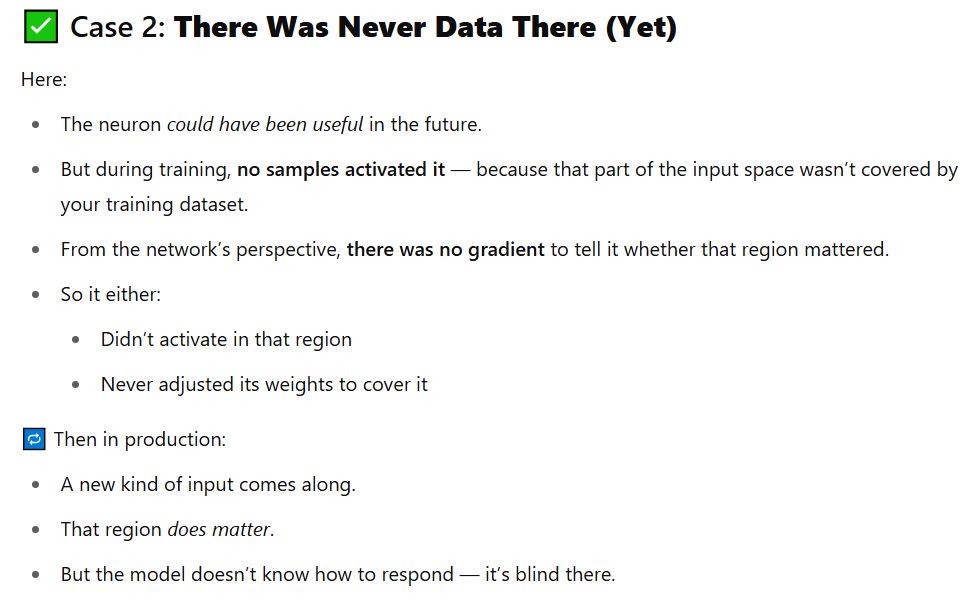 ✅ Case 2: There Was Never Data There (Yet)
Here:
• The neuron could have been useful in the future.
• But during training, no samples activated it — because that part of the input space wasn’t covered by
your training dataset.
• From the network’s perspective, there was no gradient to tell it whether that region mattered.
• So it either:
• Didn’t activate in that region
• Never adjusted its weights to cover it
🔁 Then in production:
• A new kind of input comes along.
• That region does matter.
• But the model doesn’t know how to respond — it’s blind there.